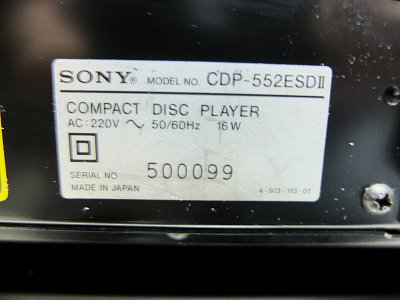 SONY® MODEL NO. CDP-552ESDII
COMPACT DISC PLAYER
AC: 220V ~ 50/60Hz 16W
SERIAL NO. 500099
MADE IN JAPAN 4-913-113-01